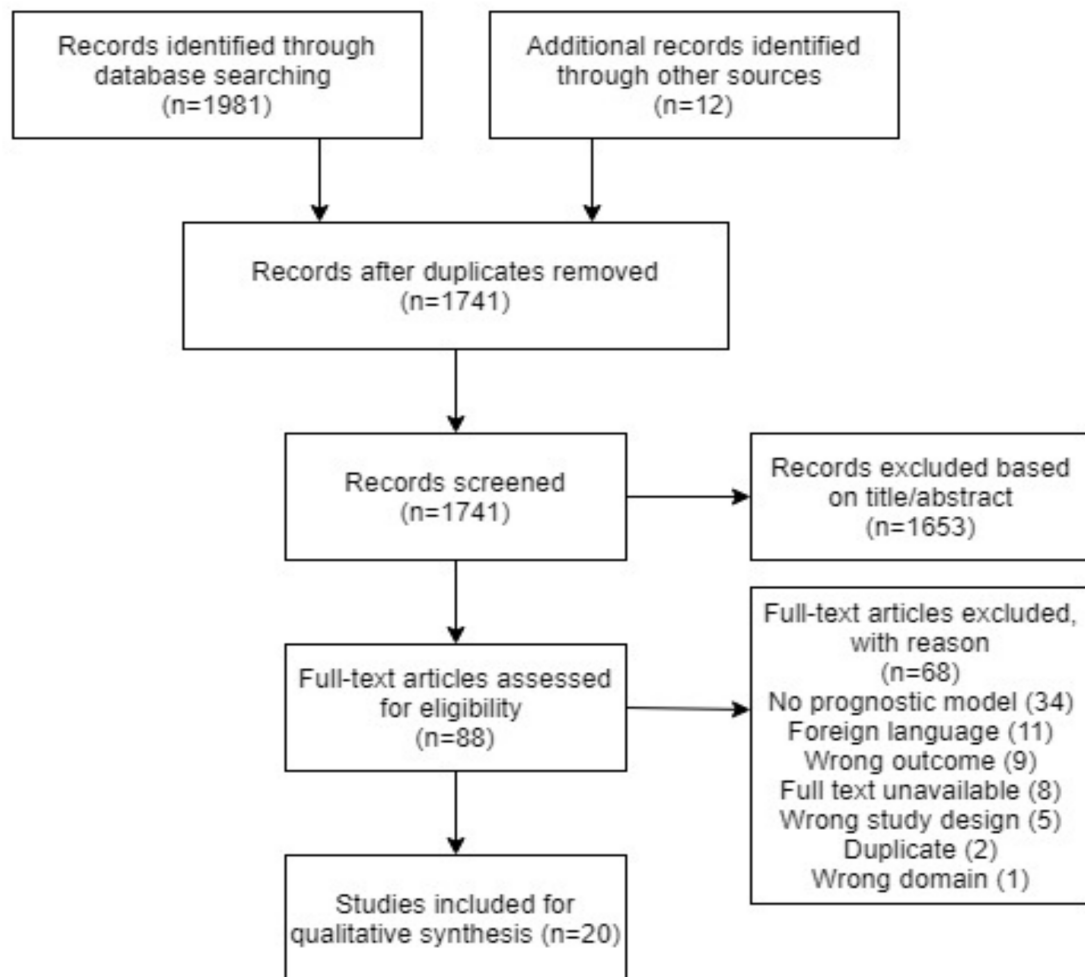 Records identified through
database searching
(n=1981)
Additional records identified
through other sources
(n=12)
Records after duplicates removed
(n=1741)
Records screened
(n=1741)
Records excluded based
on title/abstract
(n=1653)
Full-text articles assessed
for eligibility
(n=88)
Full-text articles excluded,
with reason
(n=68)
No prognostic model (34)
Foreign language (11)
Wrong outcome (9)
Full text unavailable (8)
Wrong study design (5)
Duplicate (2)
Wrong domain (1)
Studies included for
qualitative synthesis (n=20)